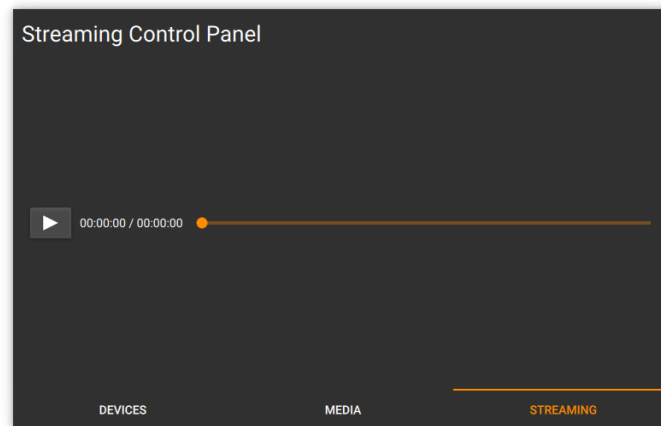 Streaming Control Panel
00:00:00 / 00:00:00
DEVICES MEDIA STREAMING